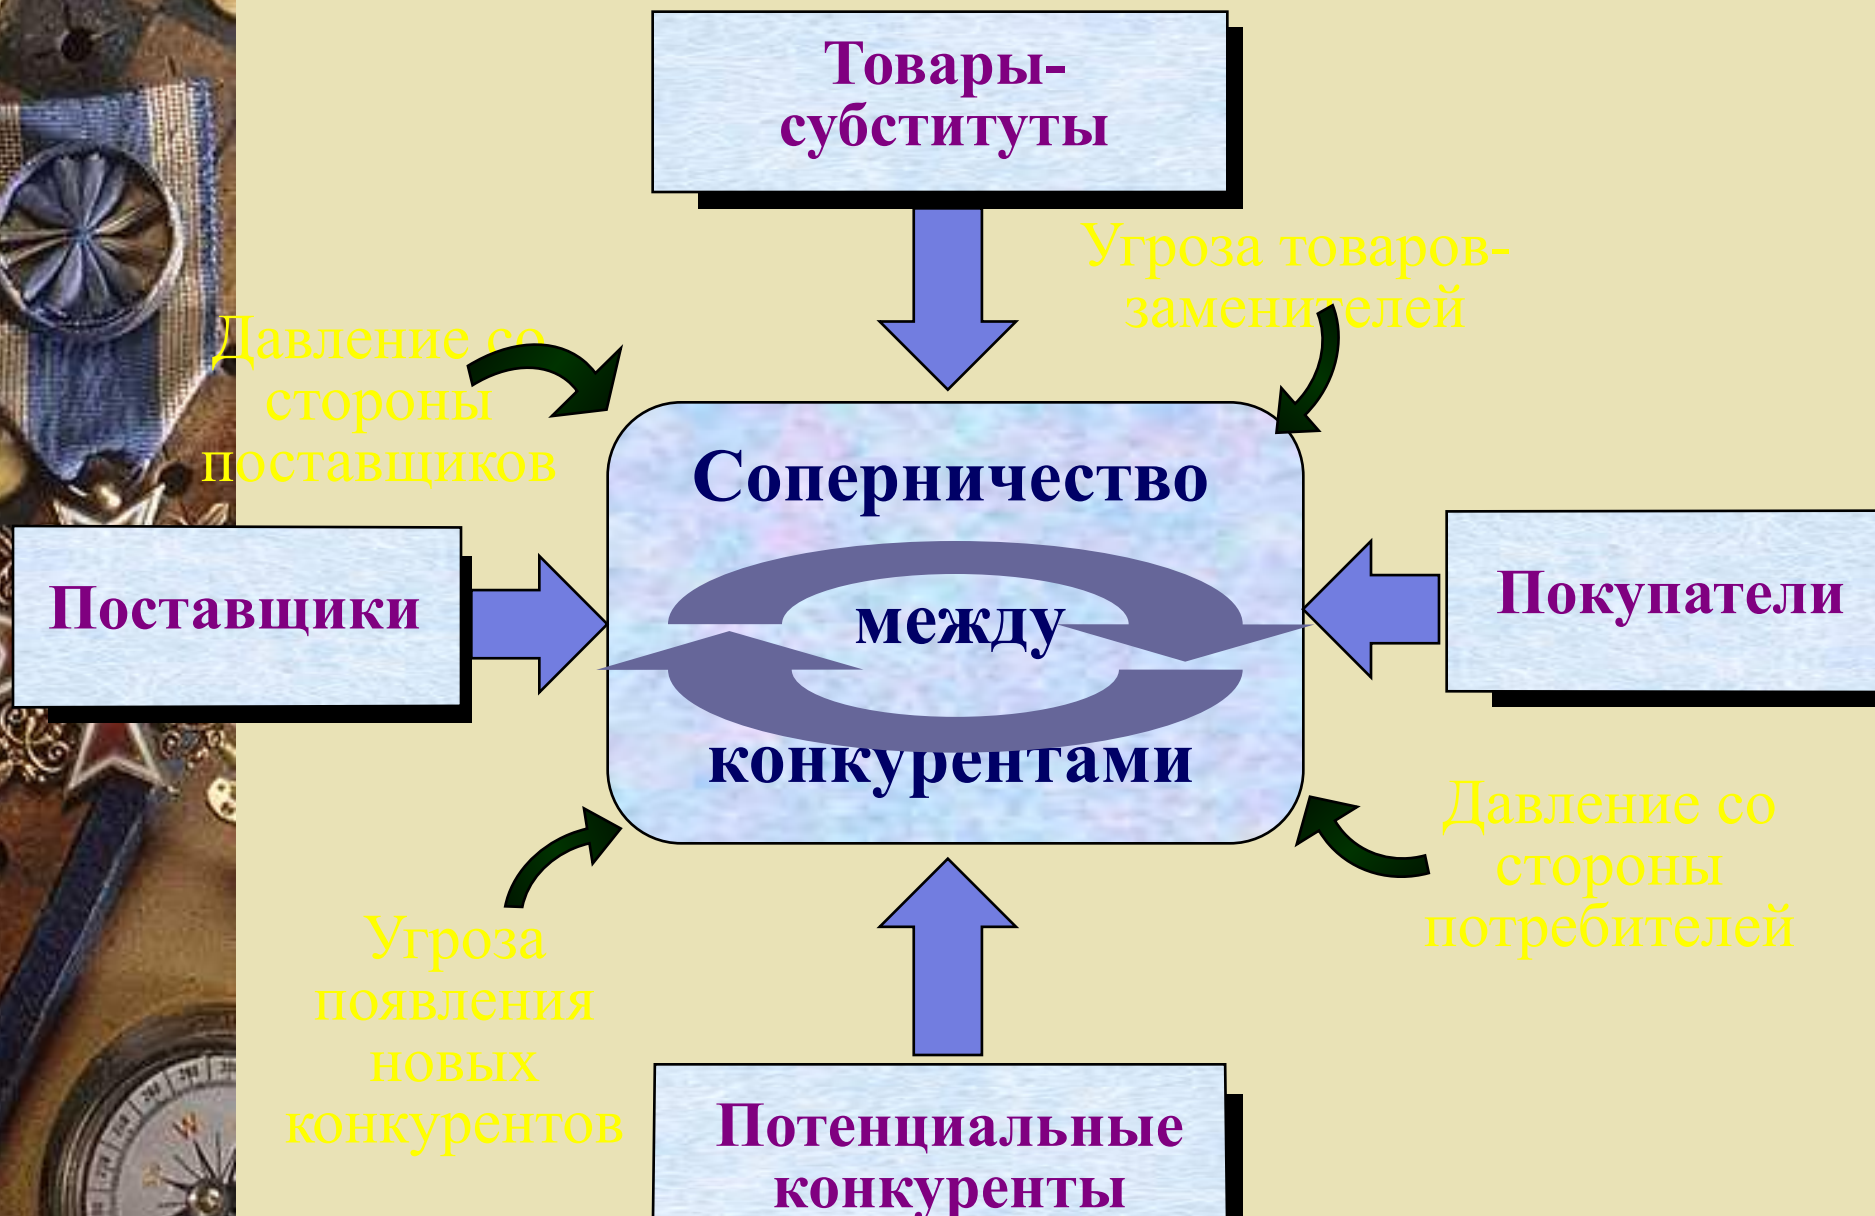 Товары-
субституты
Угроза товаров-
заменителей
Давление со
стороны
поставщиков
Соперничество
между
конкурентами
Поставщики
Покупатели
Давление со
стороны
потребителей
Угроза
появления
новых
конкурентов
Потенциальные
конкуренты